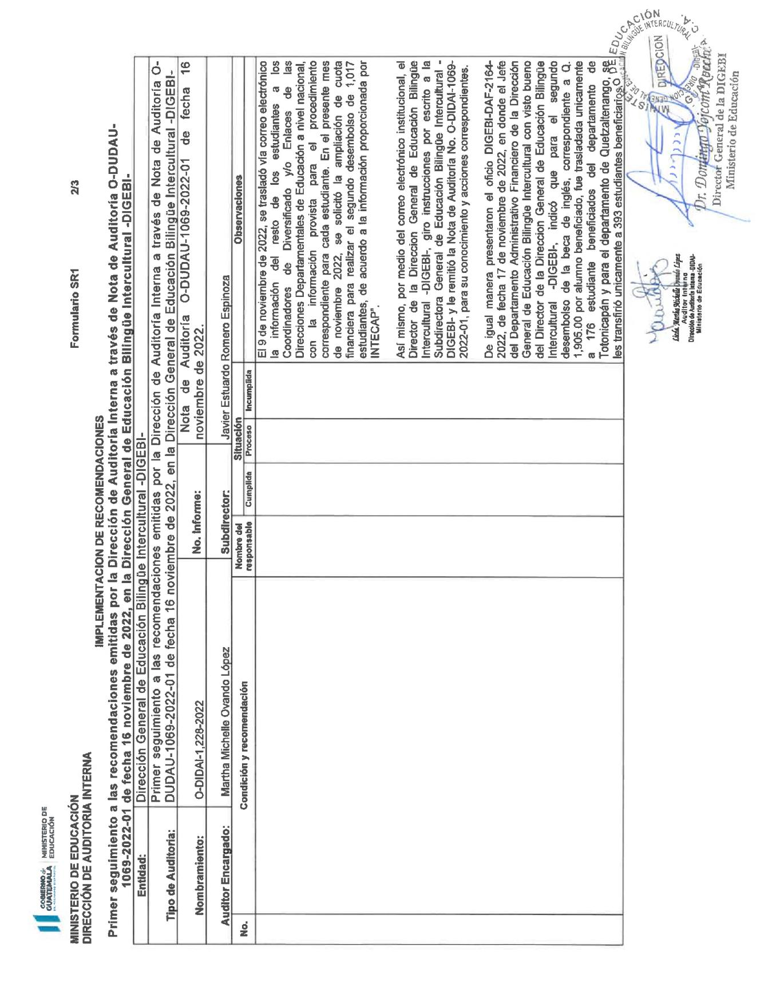 GOBIERNO de
GUATEMALA
MINISTERIO DE
EDUCACIÓN
MINISTERIO DE EDUCACIÓN
DIRECCIÓN DE AUDITORIA INTERNA
Formulario SR1
2/3
IMPLEMENTACION DE RECOMENDACIONES
Primer seguimiento a las recomendaciones emitidas por la Dirección de Auditoría Interna a través de Nota de Auditoría O-DUDAU-
1069-2022-01 de fecha 16 noviembre de 2022, en la Dirección General de Educación Bilingüe Intercultural -DIGEBI-
Entidad: Dirección General de Educación Bilingüe Intercultural -DIGEBI-
Tipo de Auditoria: Primer seguimiento a las recomendaciones emitidas por la Dirección de Auditoría Interna a través de Nota de Auditoría O-
DUDAU-1069-2022-01 de fecha 16 noviembre de 2022, en la Dirección General de Educación Bilingüe Intercultural -DIGEBI-
Nombramiento: O-DIDAI-1,228-2022 No. Informe: Nota de Auditoría O-DUDAU-1069-2022-01 de fecha 16
noviembre de 2022.
Auditor Encargado: Martha Michelle Ovando López Subdirector: Javier Estuardo Romero Espinoza
No. Condición y recomendación Nombre del responsable Situación Observaciones
Cumplida Proceso Incumplida
El 9 de noviembre de 2022, se trasladó vía correo electrónico
la información del resto de los estudiantes a los
Coordinadores de Diversificado y/o Enlaces de las
Direcciones Departamentales de Educación a nivel nacional,
con la información provista para el procedimiento
correspondiente para cada estudiante. En el presente mes
de noviembre 2022, se solicitó la ampliación de cuota
financiera para realizar el segundo desembolso de 1,017
estudiantes, de acuerdo a la información proporcionada por
INTECAP".
Así mismo, por medio del correo electrónico institucional, el
Director de la Direccion General de Educación Bilingüe
Intercultural -DIGEBI-, giro instrucciones por escrito a la
Subdirectora General de Educación Bilingüe Intercultural -
DIGEBI- y le remitió la Nota de Auditoría No. O-DIDAI-1069-
2022-01, para su conocimiento y acciones correspondientes.
De igual manera presentaron el oficio DIGEBI-DAF-2164-
2022, de fecha 17 de noviembre de 2022, en donde el Jefe
del Departamento Administrativo Financiero de la Dirección
General de Educación Bilingüe Intercultural con visto bueno
del Director de la Direccion General de Educación Bilingüe
Intercultural -DIGEBI-, indicó que para el segundo
desembolso de la beca de inglés, correspondiente a Q.
1,905.00 por alumno beneficiado, fue trasladada unicamente
a 176 estudiante beneficiados del departamento de
Totonicapán y para el departamento de Quetzaltenango, se
les transfirió unicamente a 393 estudiantes beneficiario
Licda. Martha Michelle Ovando López
Auditor Interno
Dirección de Auditoría Interna -DIDAI-
Ministerio de Educación
MINISTERIO DE EDUCACIÓN
DIRECCION
Dr. Domingo Yojcom Rocché
Director General de la DIGEBI
Ministerio de Educación